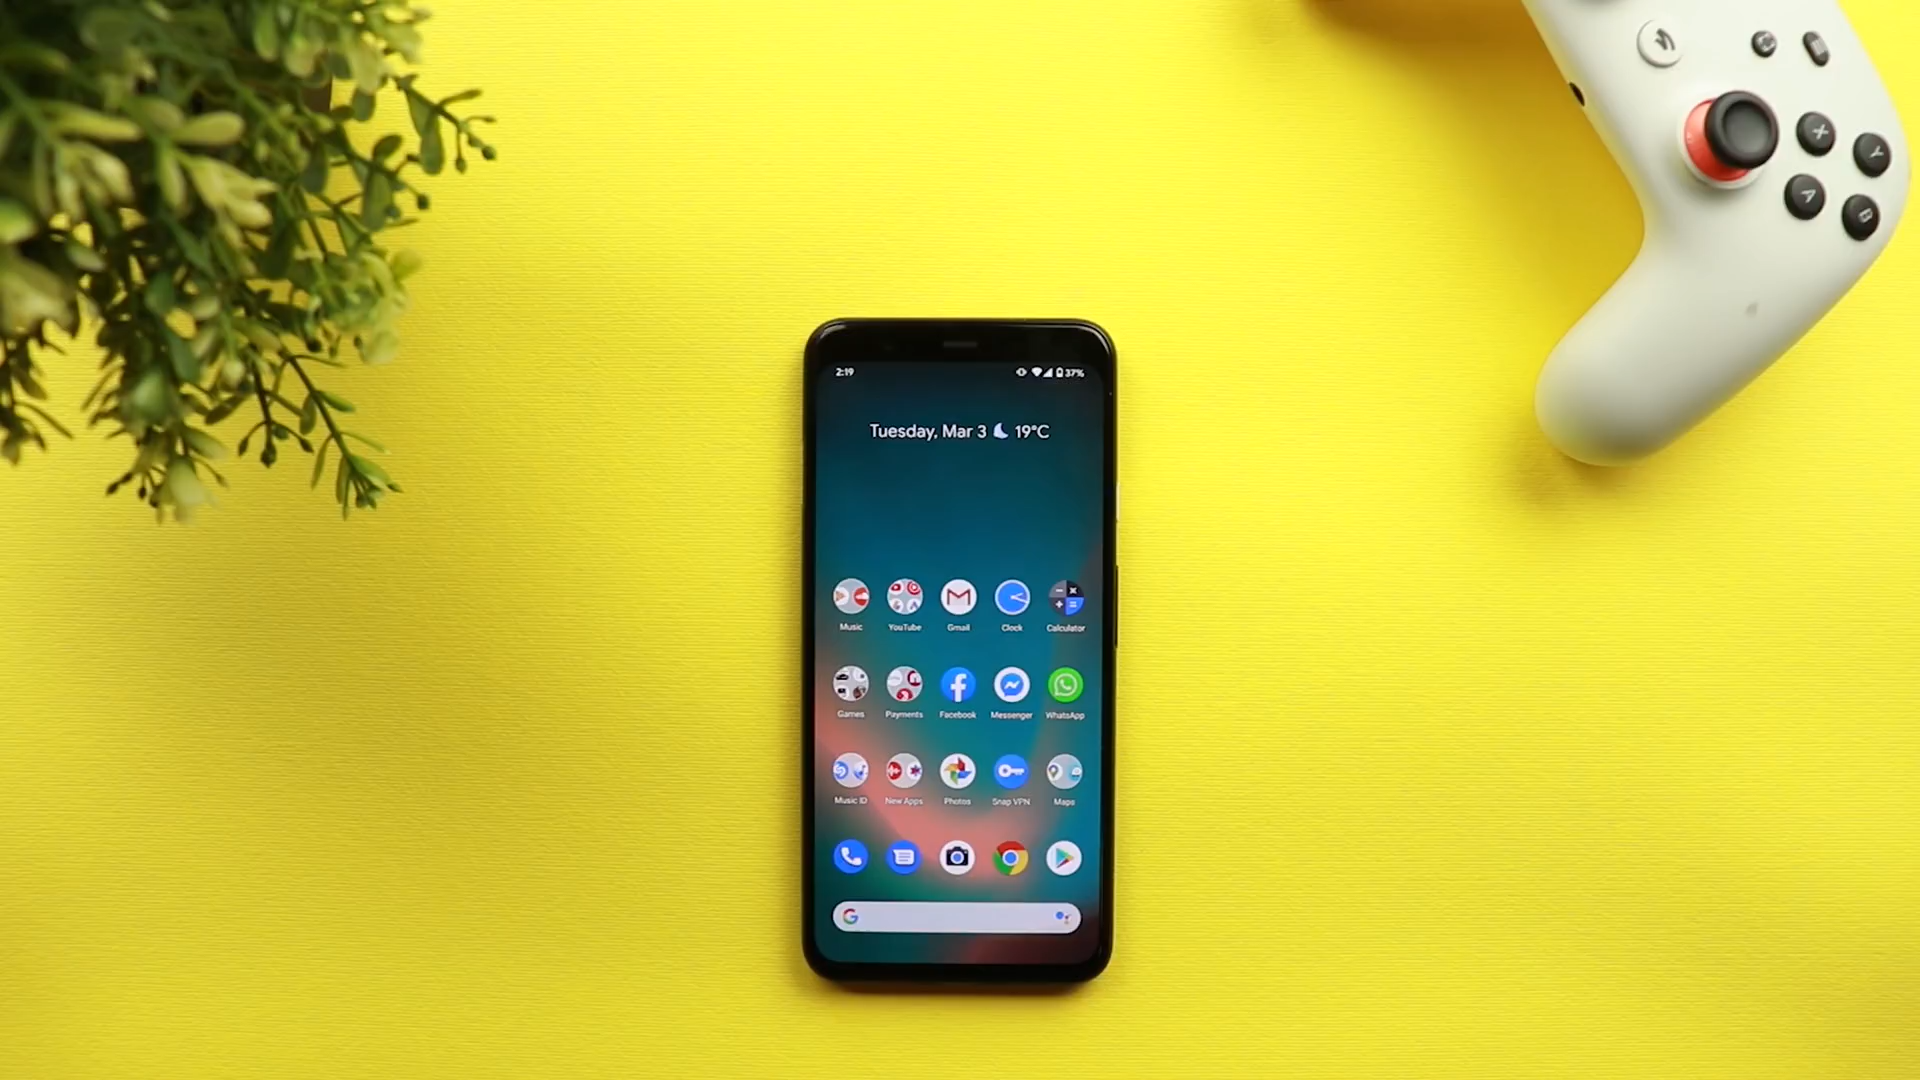 2:19 37%
Tuesday, Mar 3 19°C
Music YouTube Gmail Clock Calculator
Games Payments Facebook Messenger WhatsApp
Music ID New Apps Photos Snap VPN Maps
X
Y
A
B